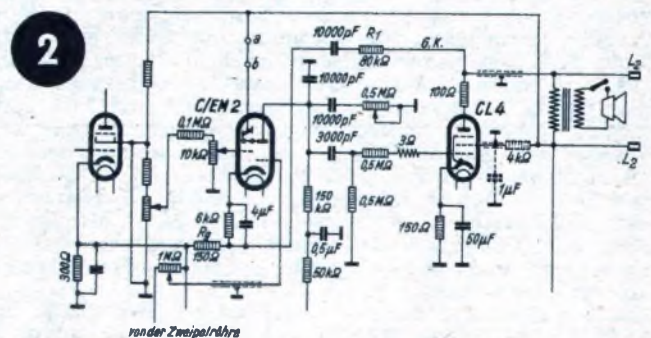 2
10000pF R1 G.K.
80kΩ
a
b
10000pF
C/EM2
0,5MΩ
100Ω
CL4
L3
10000pF
3000pF
0,1MΩ
10kΩ
3Ω
0,5MΩ
4kΩ
L2
1µF
4µF
6kΩ
150
kΩ
0,5MΩ
R2
150Ω
300Ω
1MΩ
0,5µF
150Ω
50µF
50kΩ
von der Zweipolröhre